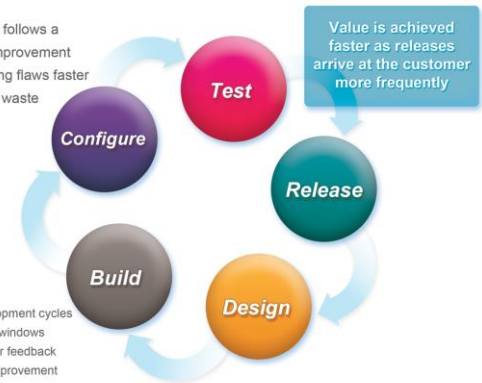 follows a
mprovement
ng flaws faster
waste
Value is achieved
faster as releases
arrive at the customer
more frequently
Test
Configure
Release
Build
Design
opment cycles
windows
r feedback
mprovement